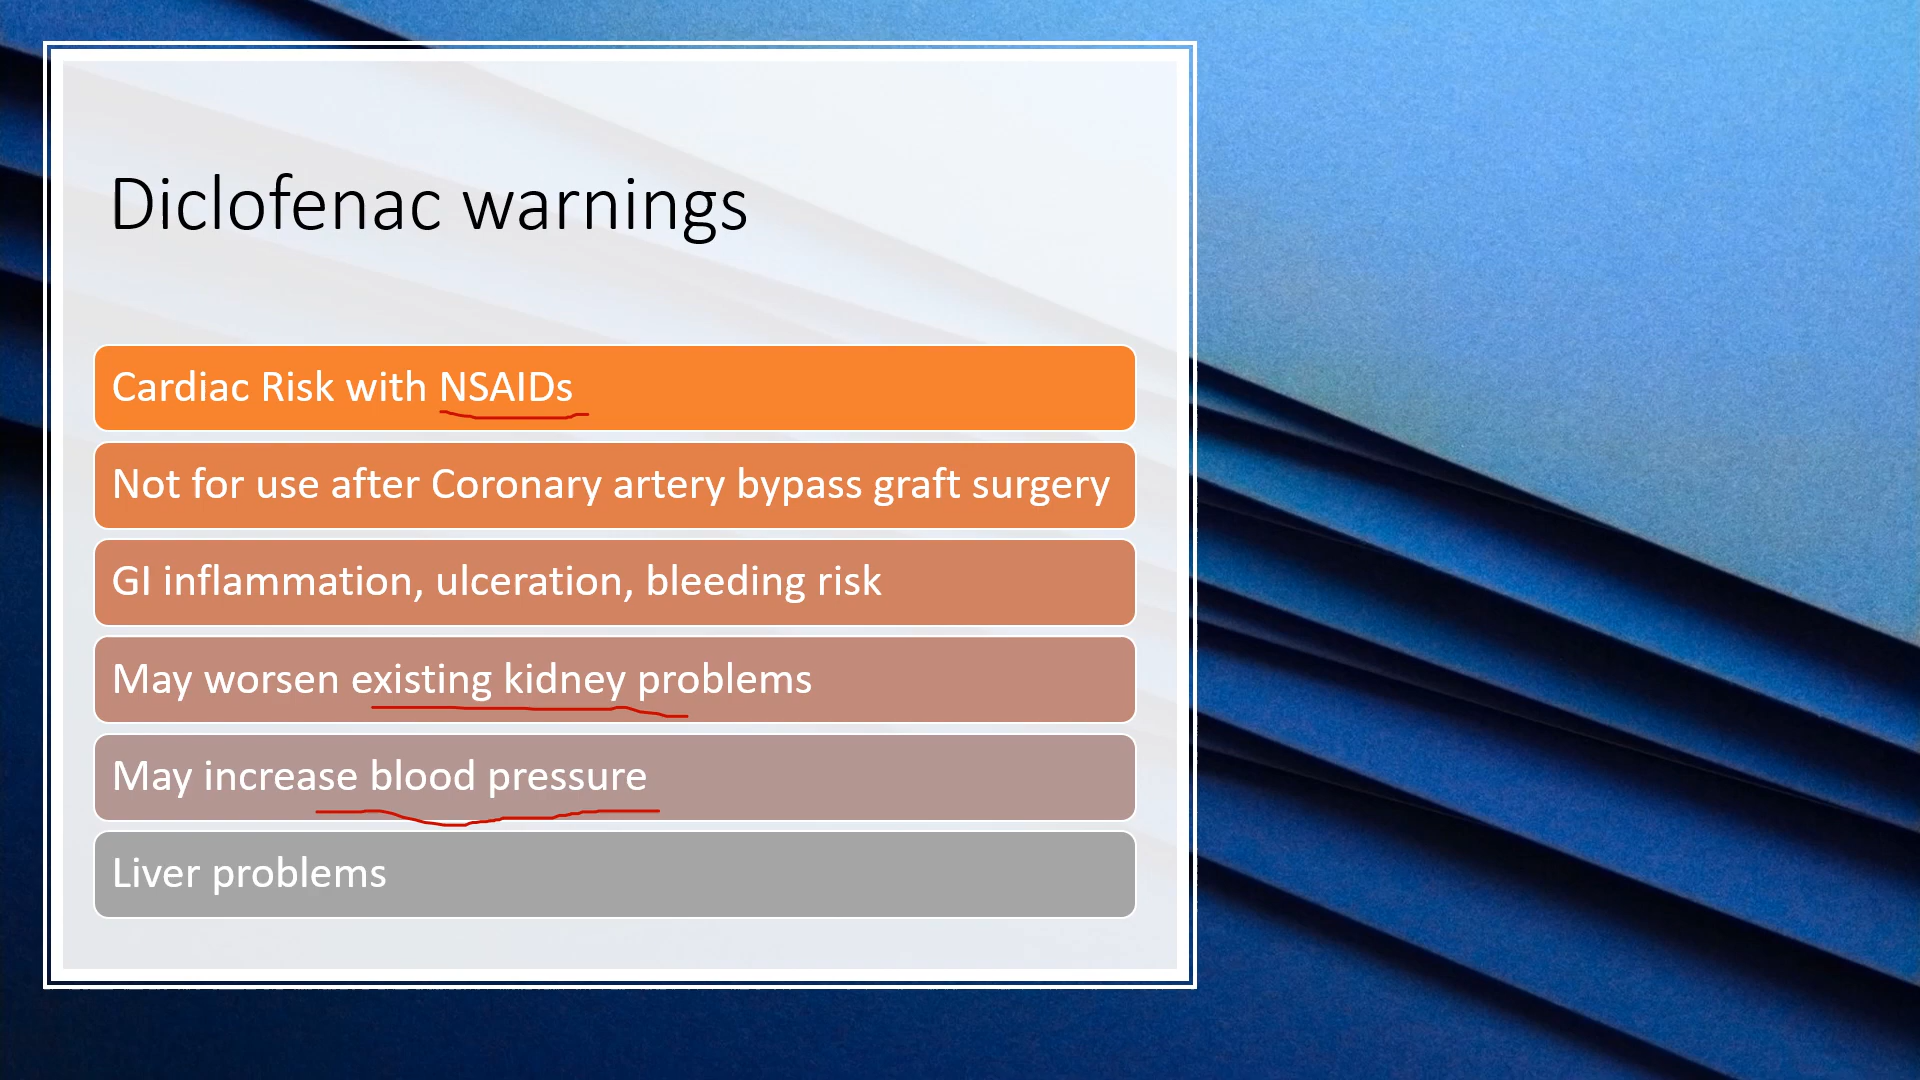 Diclofenac warnings
Cardiac Risk with NSAIDs
Not for use after Coronary artery bypass graft surgery
GI inflammation, ulceration, bleeding risk
May worsen existing kidney problems
May increase blood pressure
Liver problems